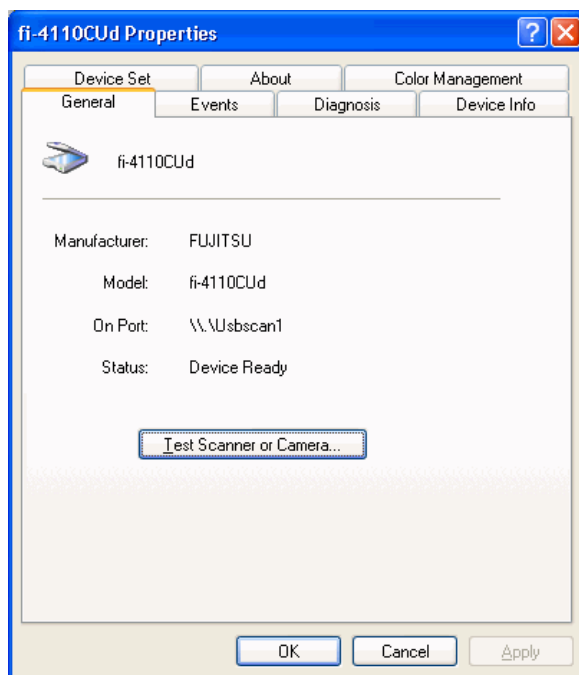 fi-4110CUd Properties
Device Set About Color Management
General Events Diagnosis Device Info
fi-4110CUd
Manufacturer: FUJITSU
Model: fi-4110CUd
On Port: \\.\Usbscan1
Status: Device Ready
Test Scanner or Camera...
OK Cancel Apply